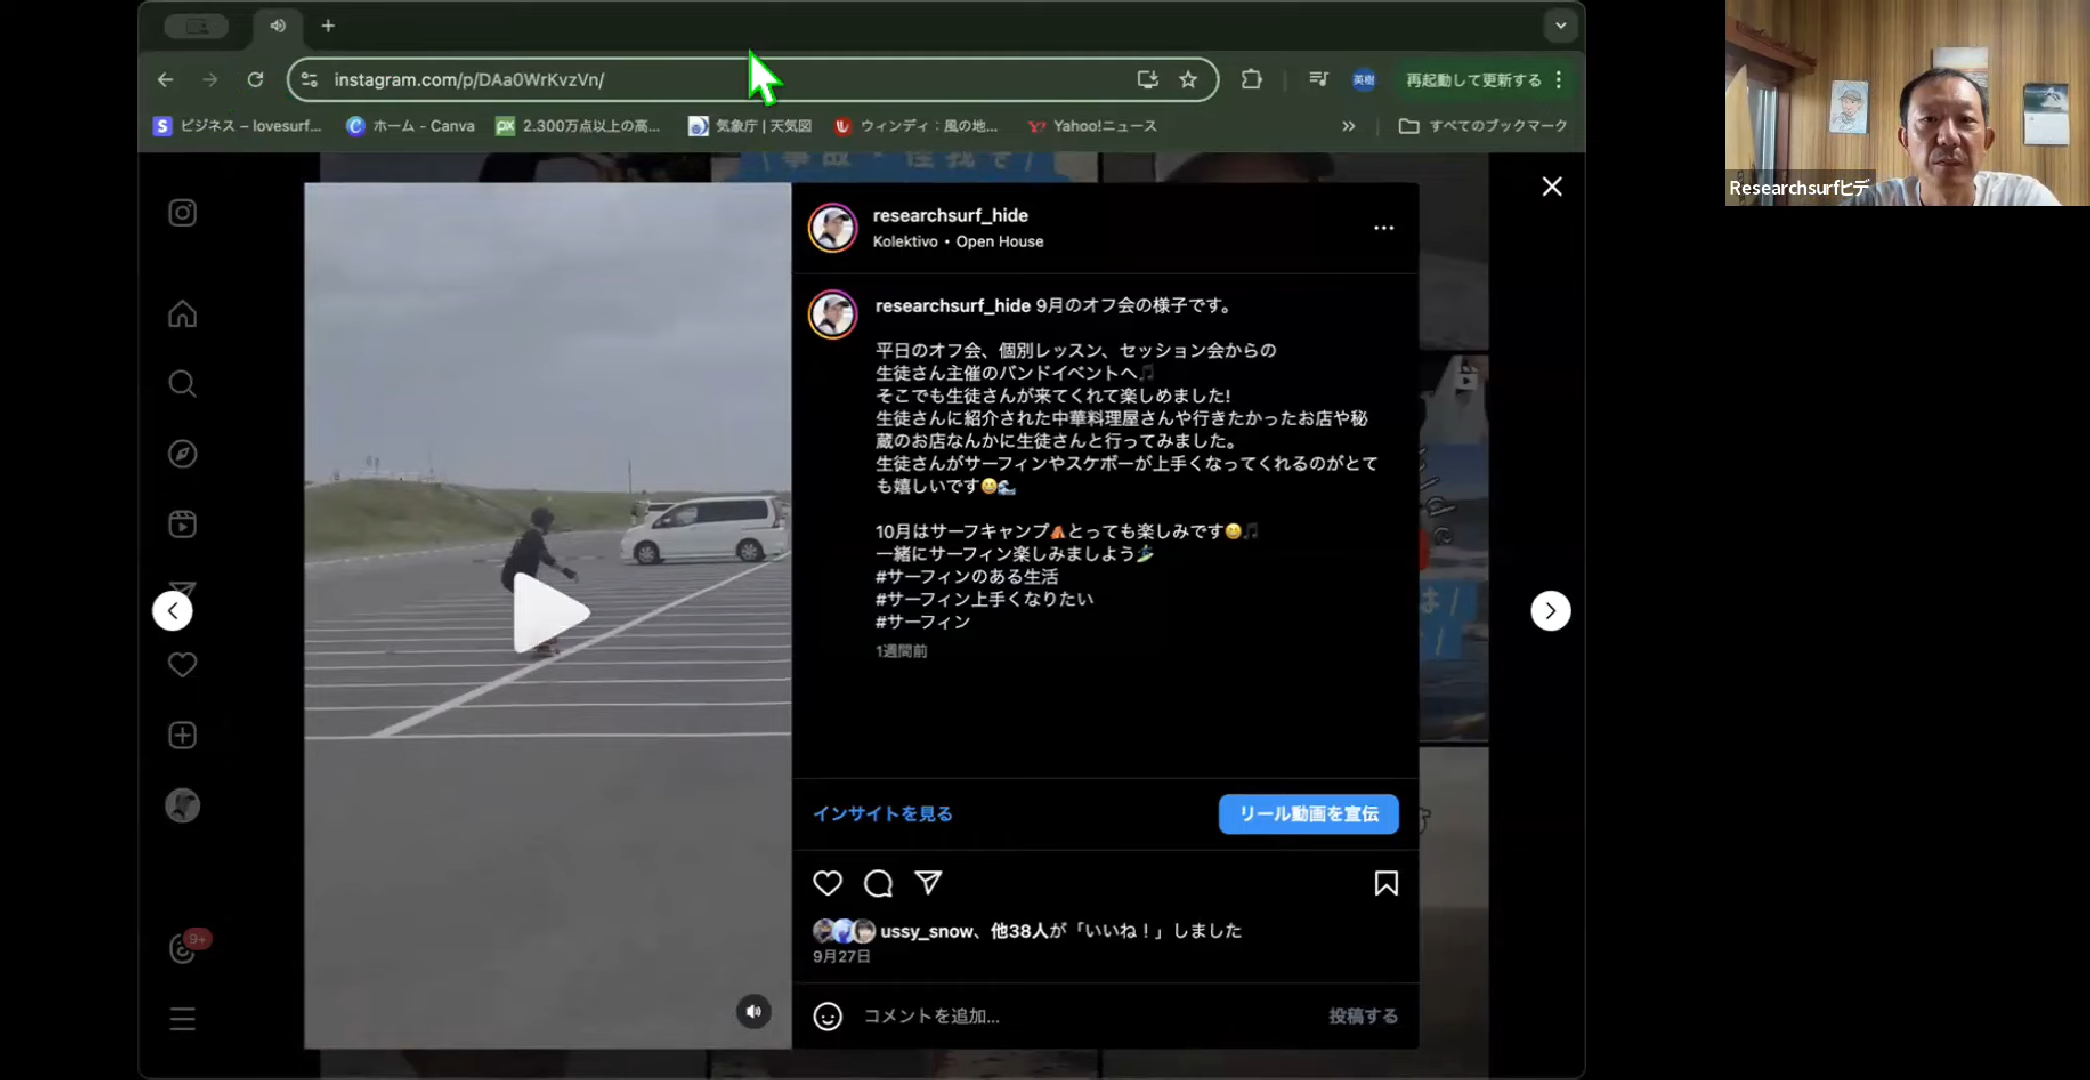 instagram.com/p/DAa0WrKvzVn/
英樹
再起動して更新する
ビジネス – lovesurf...
ホーム - Canva
2.300万点以上の高...
気象庁 | 天気図
ウィンディ：風の地...
Yahoo!ニュース
すべてのブックマーク
Researchsurfヒデ
researchsurf_hide
Kolektivo • Open House
researchsurf_hide 9月のオフ会の様子です。
平日のオフ会、個別レッスン、セッション会からの
生徒さん主催のバンドイベントへ🎵
そこでも生徒さんが来てくれて楽しめました!
生徒さんに紹介された中華料理屋さんや行きたかったお店や秘
蔵のお店なんかに生徒さんと行ってみました。
生徒さんがサーフィンやスケボーが上手くなってくれるのがとて
も嬉しいです😀🌊
10月はサーフキャンプ⛺とっても楽しみです😊🎵
一緒にサーフィン楽しみましよう🏄
#サーフィンのある生活
#サーフィン上手くなりたい
#サーフィン
1週間前
インサイトを見る
リール動画を宣伝
ussy_snow、他38人が「いいね！」しました
9月27日
9+
コメントを追加...
投稿する